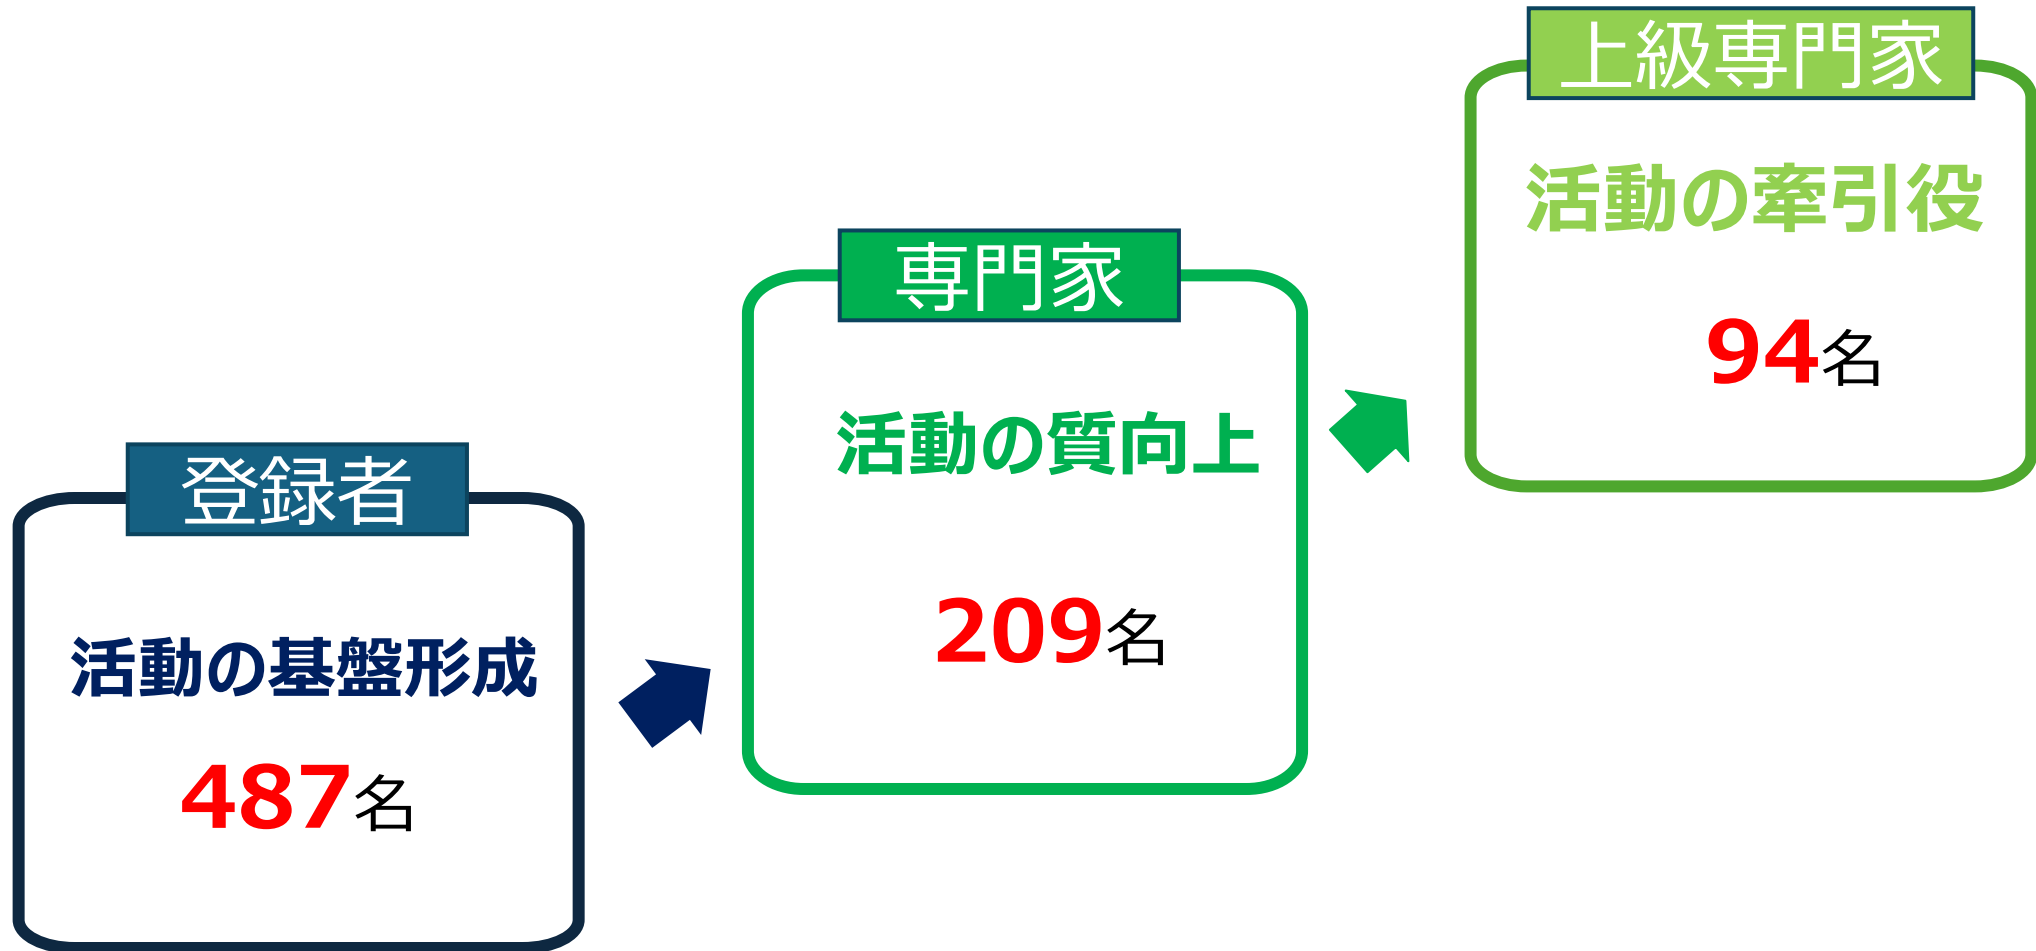 登録者
活動の基盤形成
487名
専門家
活動の質向上
209名
上級専門家
活動の牽引役
94名